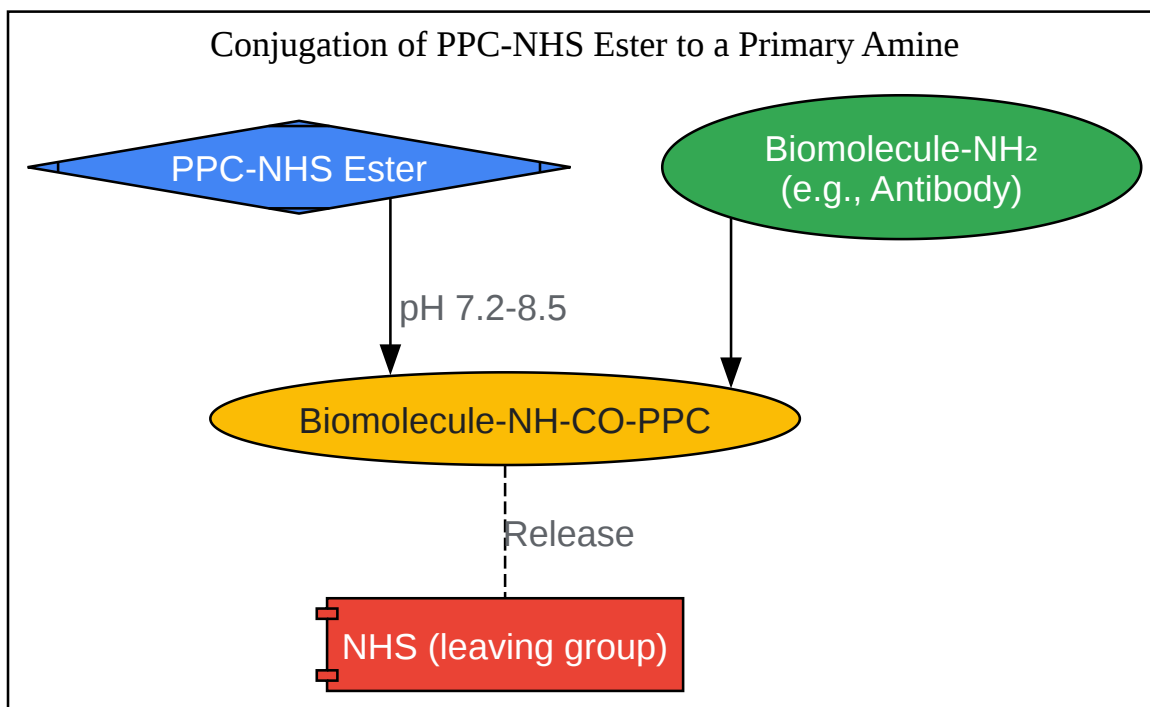 Conjugation of PPC-NHS Ester to a Primary Amine
PPC-NHS Ester
Biomolecule-NH₂
(e.g., Antibody)
pH 7.2-8.5
Biomolecule-NH-CO-PPC
Release
NHS (leaving group)